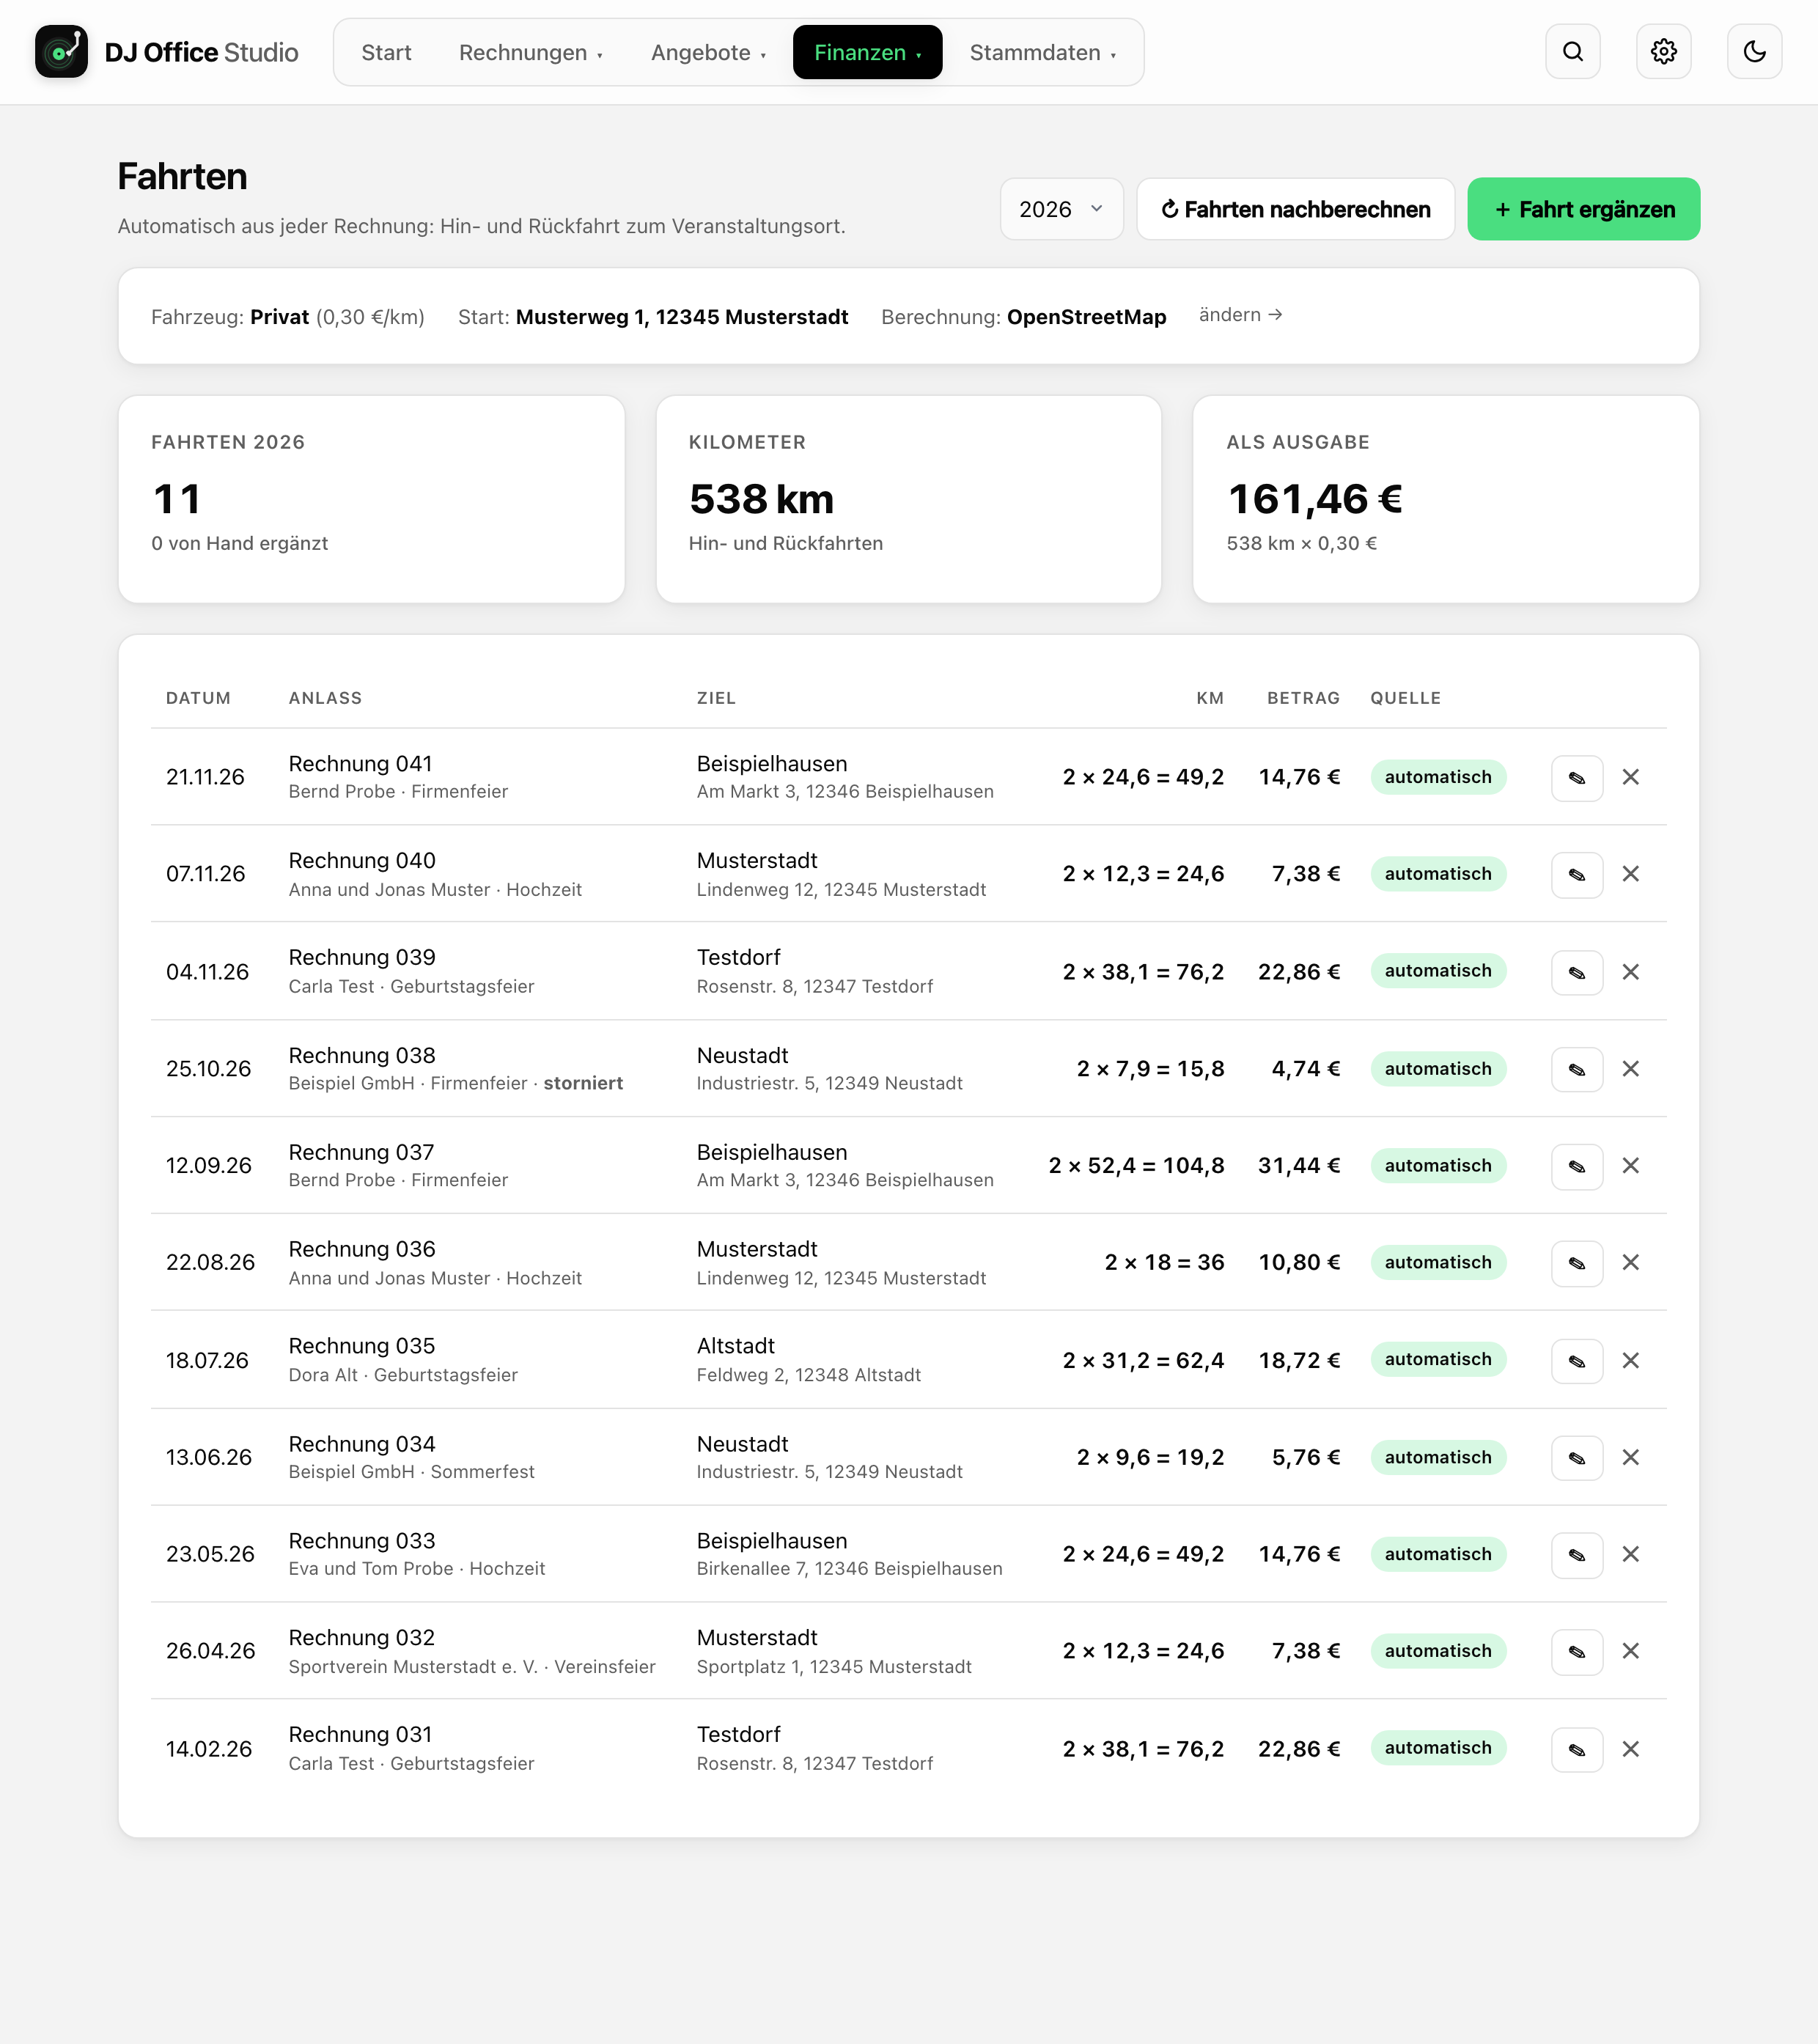 DJ Office Studio Start Rechnungen Angebote Finanzen Stammdaten
Fahrten
Automatisch aus jeder Rechnung: Hin- und Rückfahrt zum Veranstaltungsort.
2026 ↻ Fahrten nachberechnen + Fahrt ergänzen
Fahrzeug: Privat (0,30 €/km) Start: Musterweg 1, 12345 Musterstadt Berechnung: OpenStreetMap ändern →
FAHRTEN 2026
11
0 von Hand ergänzt
KILOMETER
538 km
Hin- und Rückfahrten
ALS AUSGABE
161,46 €
538 km × 0,30 €
DATUM ANLASS ZIEL KM BETRAG QUELLE
21.11.26 Rechnung 041 Beispielhausen 2 × 24,6 = 49,2 14,76 € automatisch
Bernd Probe · Firmenfeier Am Markt 3, 12346 Beispielhausen
07.11.26 Rechnung 040 Musterstadt 2 × 12,3 = 24,6 7,38 € automatisch
Anna und Jonas Muster · Hochzeit Lindenweg 12, 12345 Musterstadt
04.11.26 Rechnung 039 Testdorf 2 × 38,1 = 76,2 22,86 € automatisch
Carla Test · Geburtstagsfeier Rosenstr. 8, 12347 Testdorf
25.10.26 Rechnung 038 Neustadt 2 × 7,9 = 15,8 4,74 € automatisch
Beispiel GmbH · Firmenfeier · storniert Industriestr. 5, 12349 Neustadt
12.09.26 Rechnung 037 Beispielhausen 2 × 52,4 = 104,8 31,44 € automatisch
Bernd Probe · Firmenfeier Am Markt 3, 12346 Beispielhausen
22.08.26 Rechnung 036 Musterstadt 2 × 18 = 36 10,80 € automatisch
Anna und Jonas Muster · Hochzeit Lindenweg 12, 12345 Musterstadt
18.07.26 Rechnung 035 Altstadt 2 × 31,2 = 62,4 18,72 € automatisch
Dora Alt · Geburtstagsfeier Feldweg 2, 12348 Altstadt
13.06.26 Rechnung 034 Neustadt 2 × 9,6 = 19,2 5,76 € automatisch
Beispiel GmbH · Sommerfest Industriestr. 5, 12349 Neustadt
23.05.26 Rechnung 033 Beispielhausen 2 × 24,6 = 49,2 14,76 € automatisch
Eva und Tom Probe · Hochzeit Birkenallee 7, 12346 Beispielhausen
26.04.26 Rechnung 032 Musterstadt 2 × 12,3 = 24,6 7,38 € automatisch
Sportverein Musterstadt e. V. · Vereinsfeier Sportplatz 1, 12345 Musterstadt
14.02.26 Rechnung 031 Testdorf 2 × 38,1 = 76,2 22,86 € automatisch
Carla Test · Geburtstagsfeier Rosenstr. 8, 12347 Testdorf